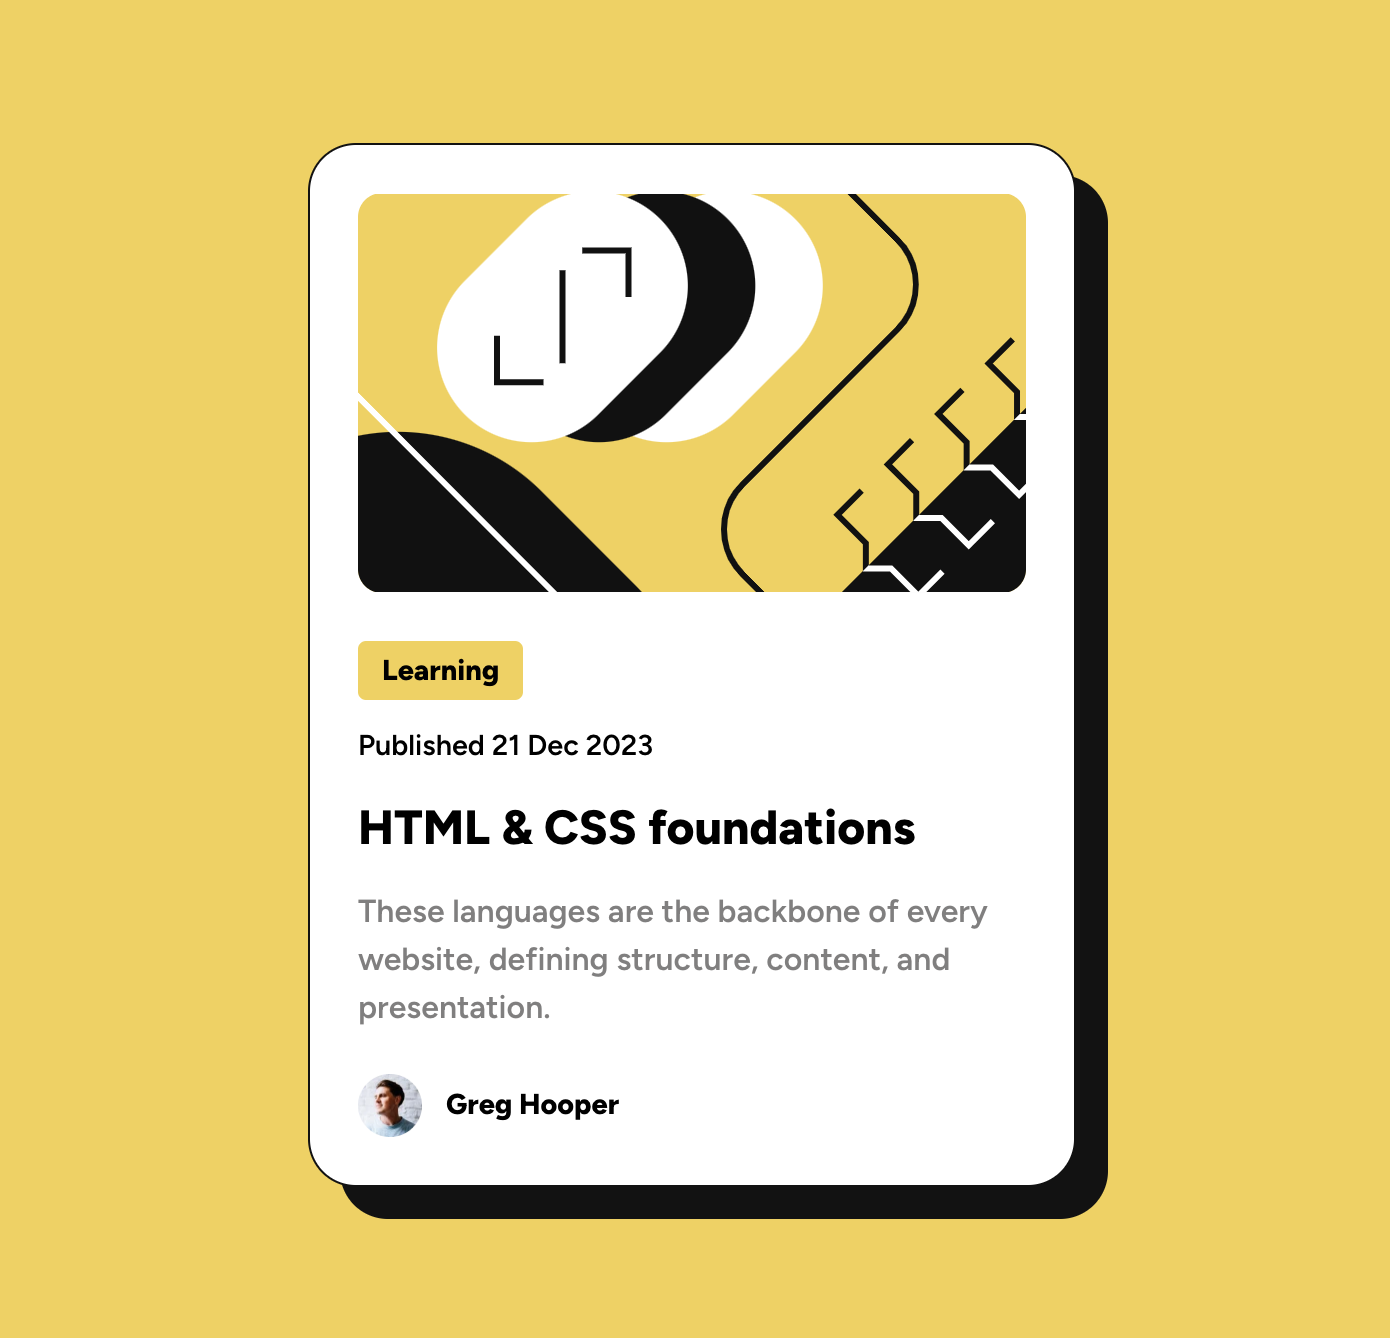 Learning
Published 21 Dec 2023
HTML & CSS foundations
These languages are the backbone of every
website, defining structure, content, and
presentation.
Greg Hooper